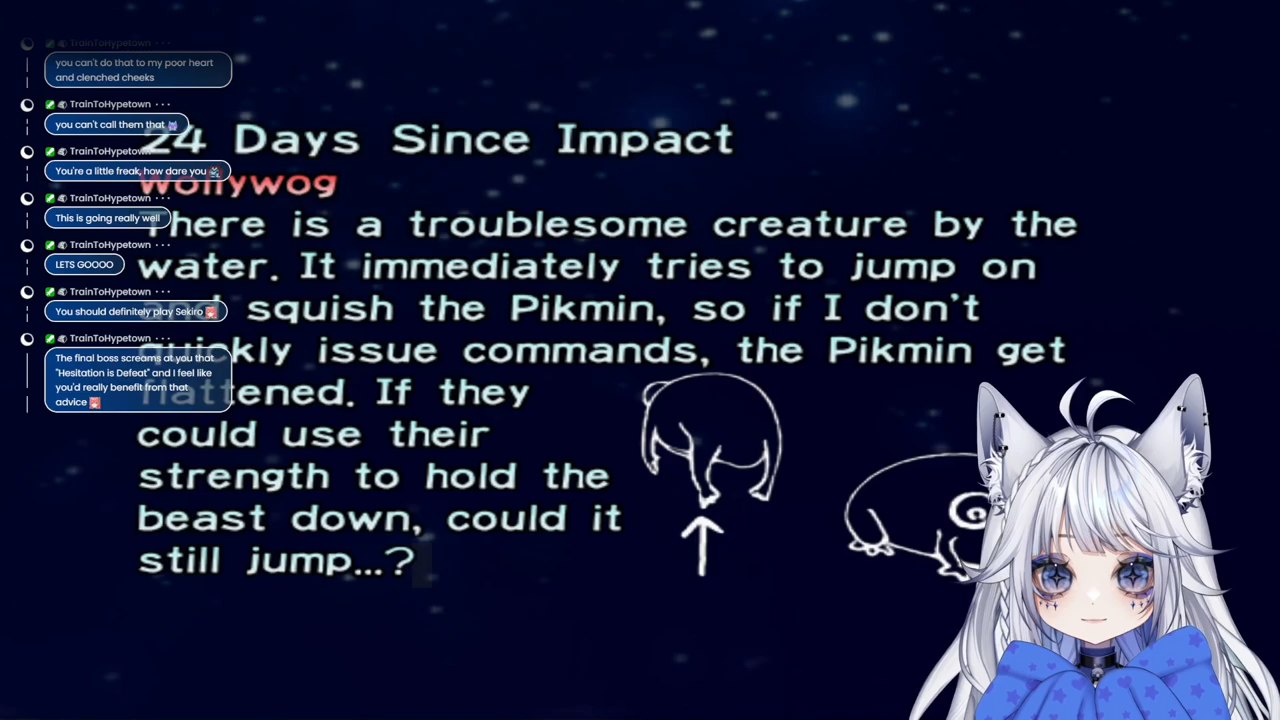 TrainToHypetown
you can't do that to my poor heart
and clenched cheeks
TrainToHypetown
you can't call them that
TrainToHypetown
You're a little freak, how dare you
TrainToHypetown
This is going really well
TrainToHypetown
LETS GOOOO
TrainToHypetown
You should definitely play Sekiro
TrainToHypetown
The final boss screams at you that
"Hesitation is Defeat" and I feel like
you'd really benefit from that
advice
24 Days Since Impact
Wollywog
There is a troublesome creature by the
water. It immediately tries to jump on
and squish the Pikmin, so if I don't
quickly issue commands, the Pikmin get
flattened. If they
could use their
strength to hold the
beast down, could it
still jump...?